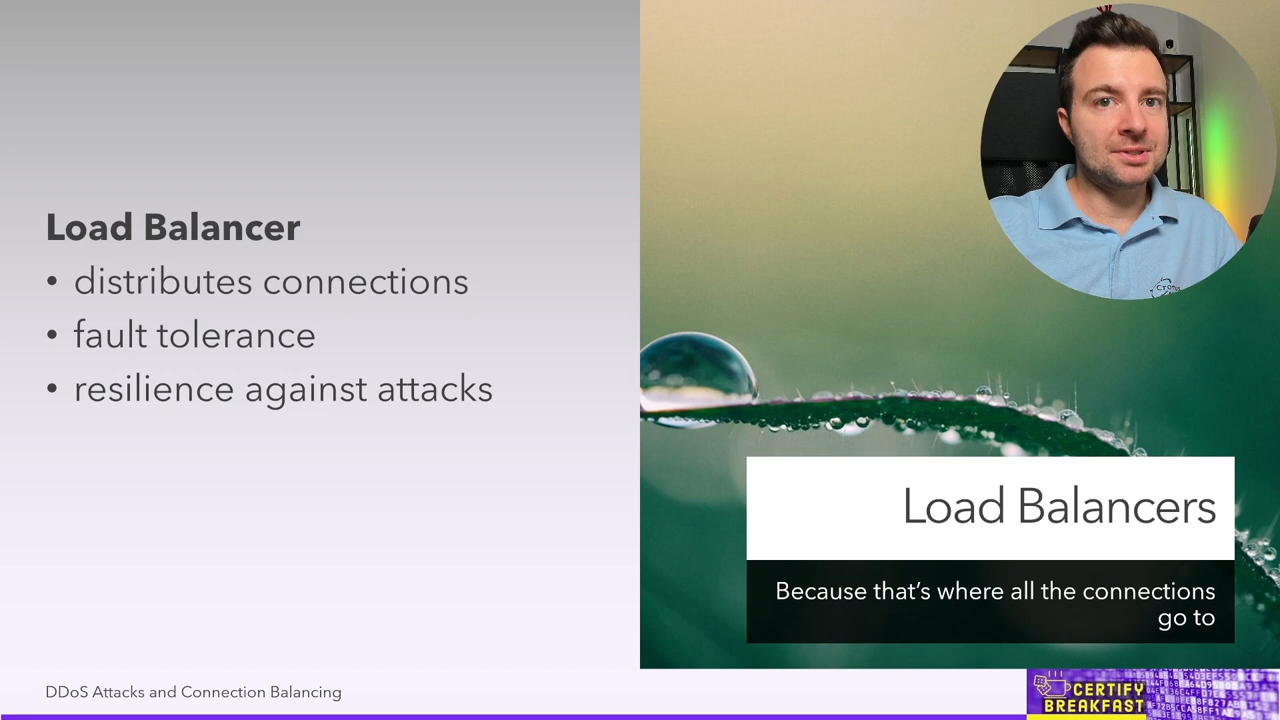 Load Balancer
• distributes connections
• fault tolerance
• resilience against attacks
Load Balancers
Because that’s where all the connections
go to
DDoS Attacks and Connection Balancing
CERTIFY
BREAKFAST